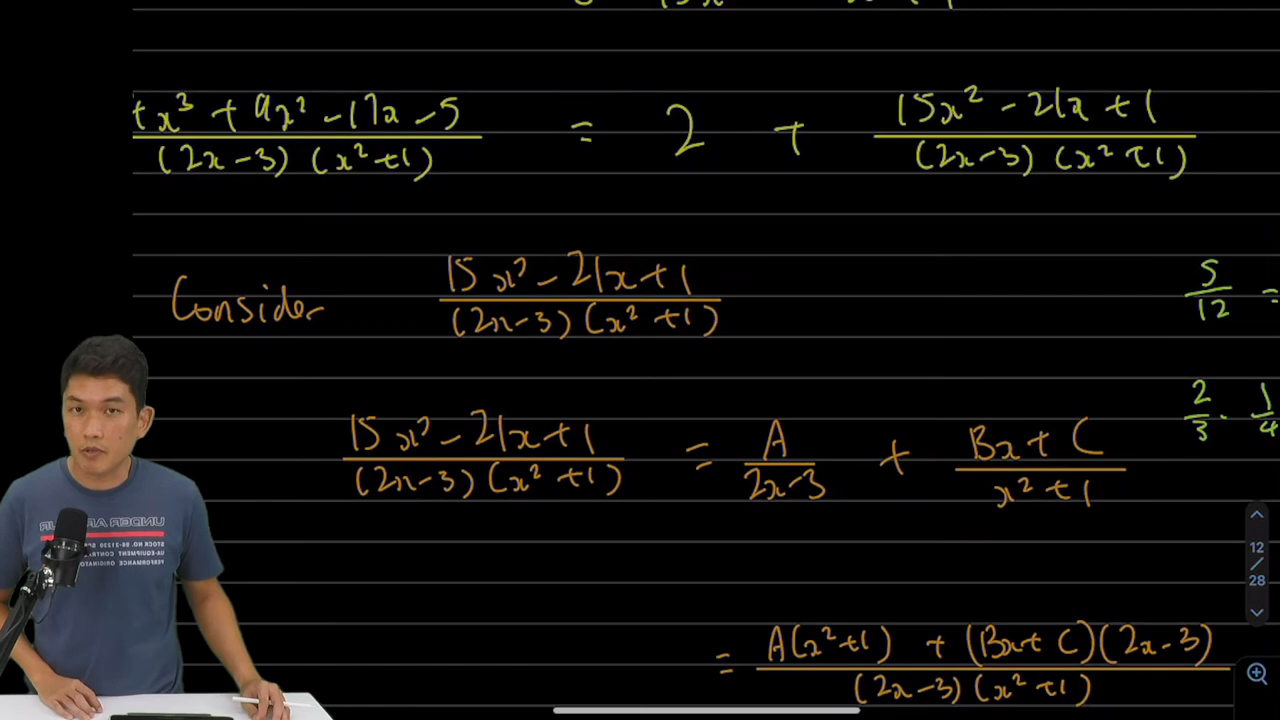 x³ + 9x² - 17x - 5 / (2x-3) (x²+1) = 2 + 15x² - 21x + 1 / (2x-3) (x²+1)
Consider 15x² - 21x + 1 / (2x-3) (x²+1)
5/12 =
15x² - 21x + 1 / (2x-3) (x²+1) = A / 2x-3 + Bx + C / x²+1
2/3 · 1/4
UNDER
12
/
28
= A(x²+1) + (Bx+C)(2x-3) / (2x-3) (x²+1)